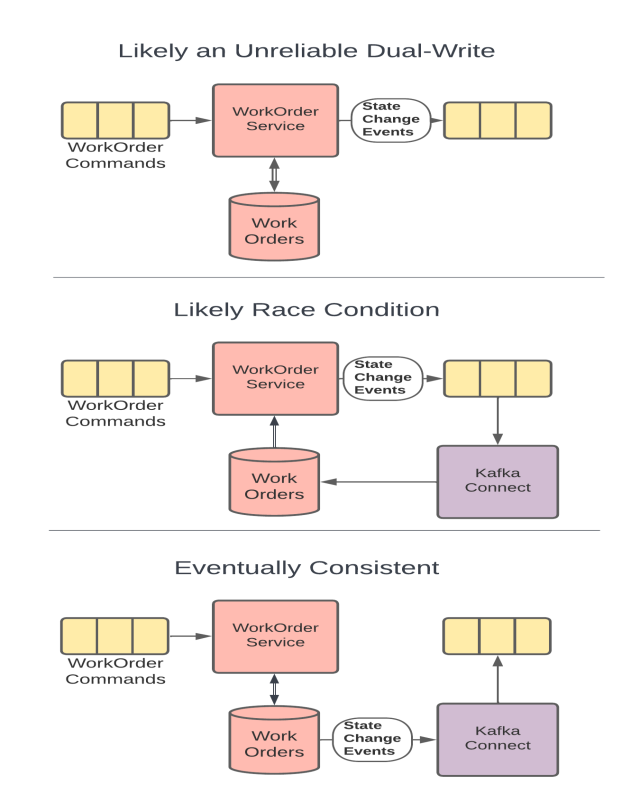 Likely an Unreliable Dual-Write
WorkOrder
Service
State
Change
Events
WorkOrder
Commands
Work
Orders
Likely Race Condition
WorkOrder
Service
State
Change
Events
WorkOrder
Commands
Work
Orders
Kafka
Connect
Eventually Consistent
WorkOrder
Service
WorkOrder
Commands
Work
Orders
State
Change
Events
Kafka
Connect